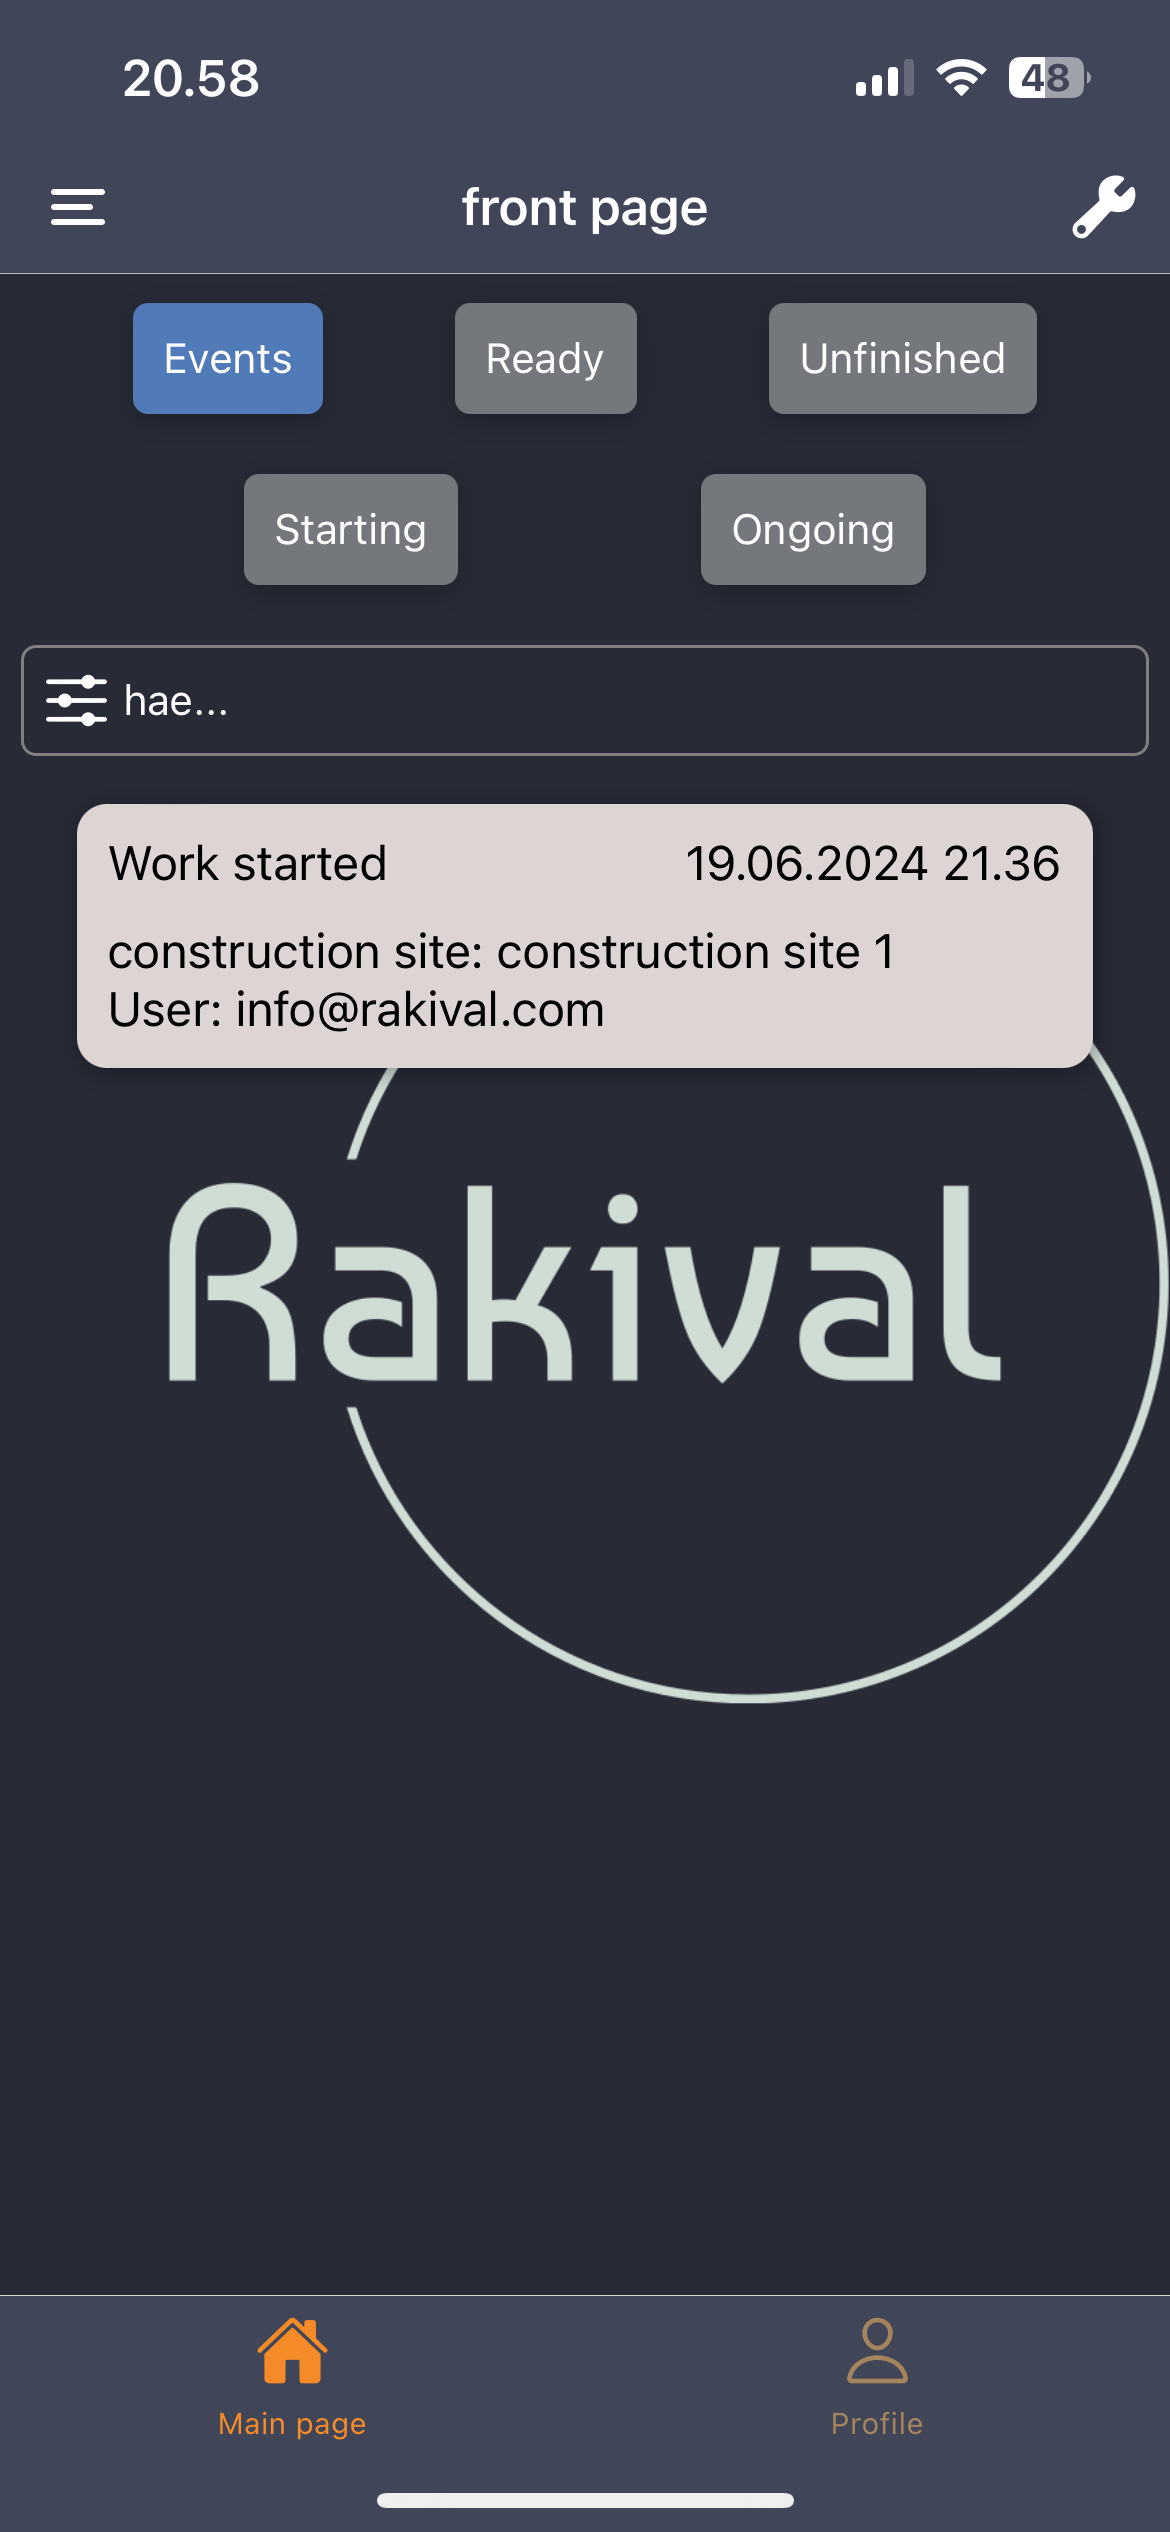 20.58
48
front page
Events
Ready
Unfinished
Starting
Ongoing
hae...
Work started
19.06.2024 21.36
construction site: construction site 1
User: info@rakival.com
Rakival
Main page
Profile